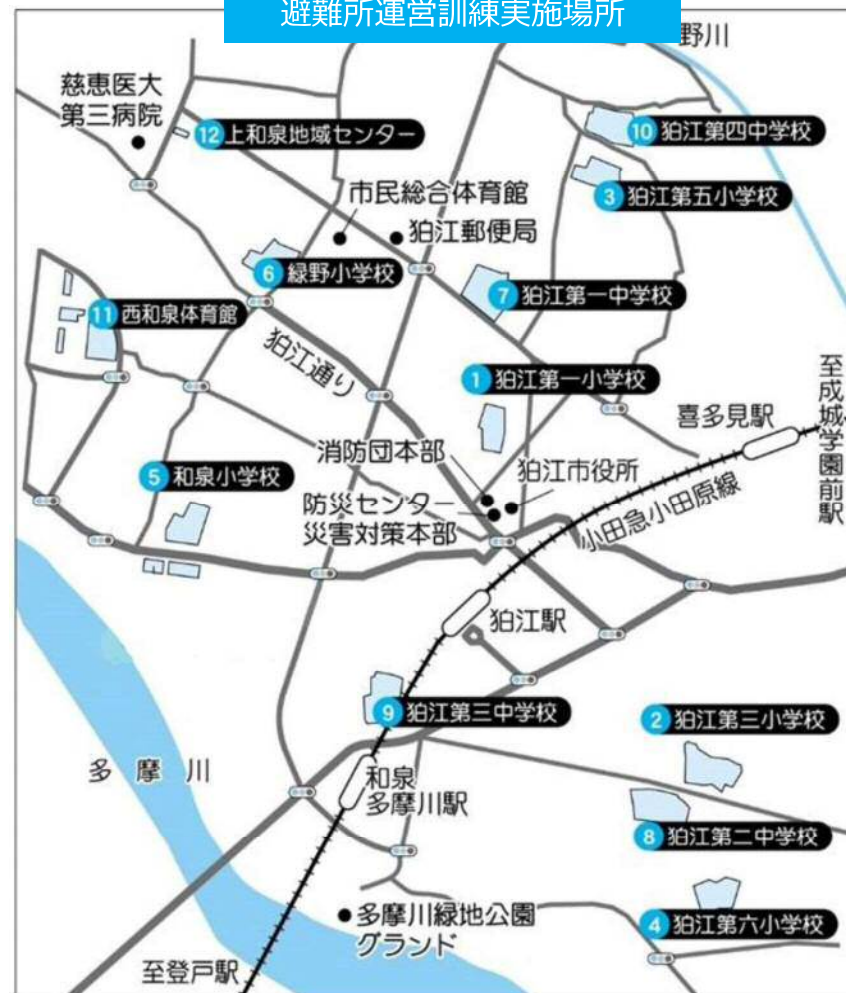 避難所運営訓練実施場所
野川
慈恵医大
第三病院
12 上和泉地域センター
10 狛江第四中学校
3 狛江第五小学校
市民総合体育館
狛江郵便局
6 緑野小学校
7 狛江第一中学校
11 西和泉体育館
狛江通り
1 狛江第一小学校
至成城学園前駅
喜多見駅
消防団本部
狛江市役所
5 和泉小学校
防災センター
災害対策本部
小田急小田原線
狛江駅
9 狛江第三中学校
2 狛江第三小学校
多摩川
和泉
多摩川駅
8 狛江第二中学校
多摩川緑地公園
グランド
4 狛江第六小学校
至登戸駅